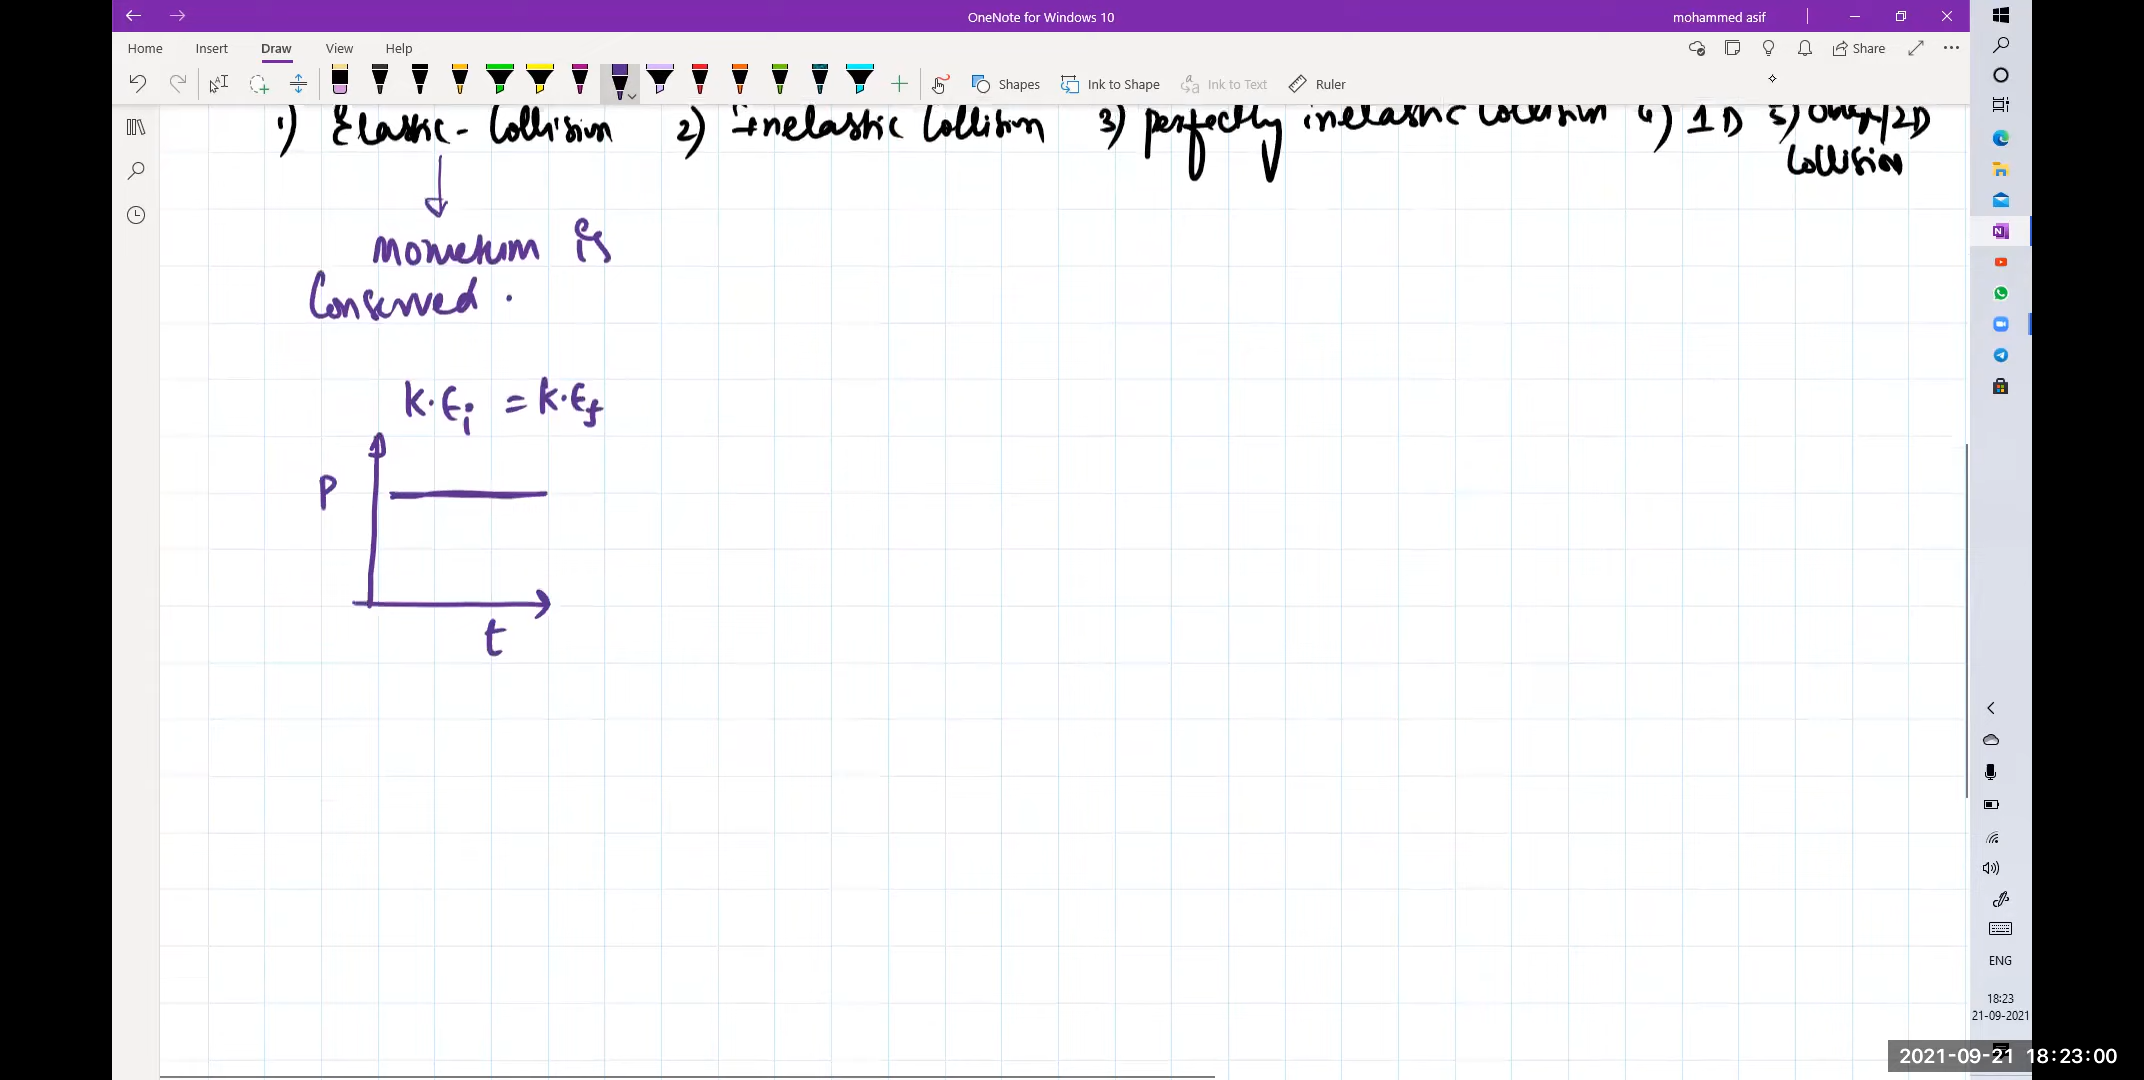 OneNote for Windows 10
mohammed asif
Home Insert Draw View Help
Share
Shapes Ink to Shape Ink to Text Ruler
1) Elastic - Collision 2) Inelastic Collision 3) perfectly inelastic collision 4) 1D 5) /2D
Collision
Mometum is
Conserved .
K.Ei = K.Ef
P
t
ENG
18:23
21-09-2021
2021-09-21 18:23:00